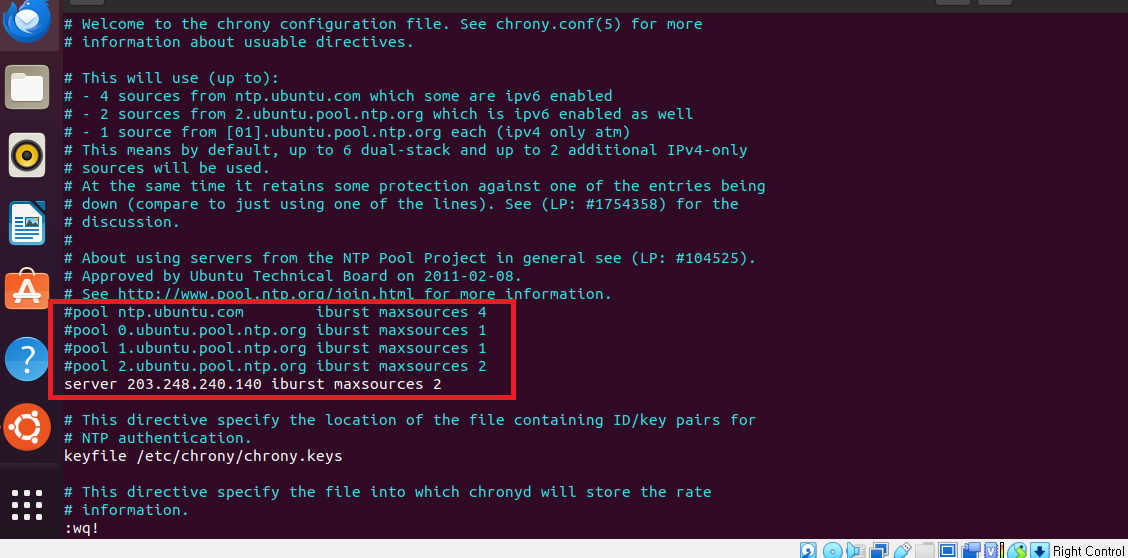 # Welcome to the chrony configuration file. See chrony.conf(5) for more
# information about usuable directives.
# This will use (up to):
# - 4 sources from ntp.ubuntu.com which some are ipv6 enabled
# - 2 sources from 2.ubuntu.pool.ntp.org which is ipv6 enabled as well
# - 1 source from [01].ubuntu.pool.ntp.org each (ipv4 only atm)
# This means by default, up to 6 dual-stack and up to 2 additional IPv4-only
# sources will be used.
# At the same time it retains some protection against one of the entries being
# down (compare to just using one of the lines). See (LP: #1754358) for the
# discussion.
#
# About using servers from the NTP Pool Project in general see (LP: #104525).
# Approved by Ubuntu Technical Board on 2011-02-08.
# See http://www.pool.ntp.org/join.html for more information.
#pool ntp.ubuntu.com        iburst maxsources 4
#pool 0.ubuntu.pool.ntp.org iburst maxsources 1
#pool 1.ubuntu.pool.ntp.org iburst maxsources 1
#pool 2.ubuntu.pool.ntp.org iburst maxsources 2
server 203.248.240.140 iburst maxsources 2
# This directive specify the location of the file containing ID/key pairs for
# NTP authentication.
keyfile /etc/chrony/chrony.keys
# This directive specify the file into which chronyd will store the rate
# information.
:wq!
Right Control